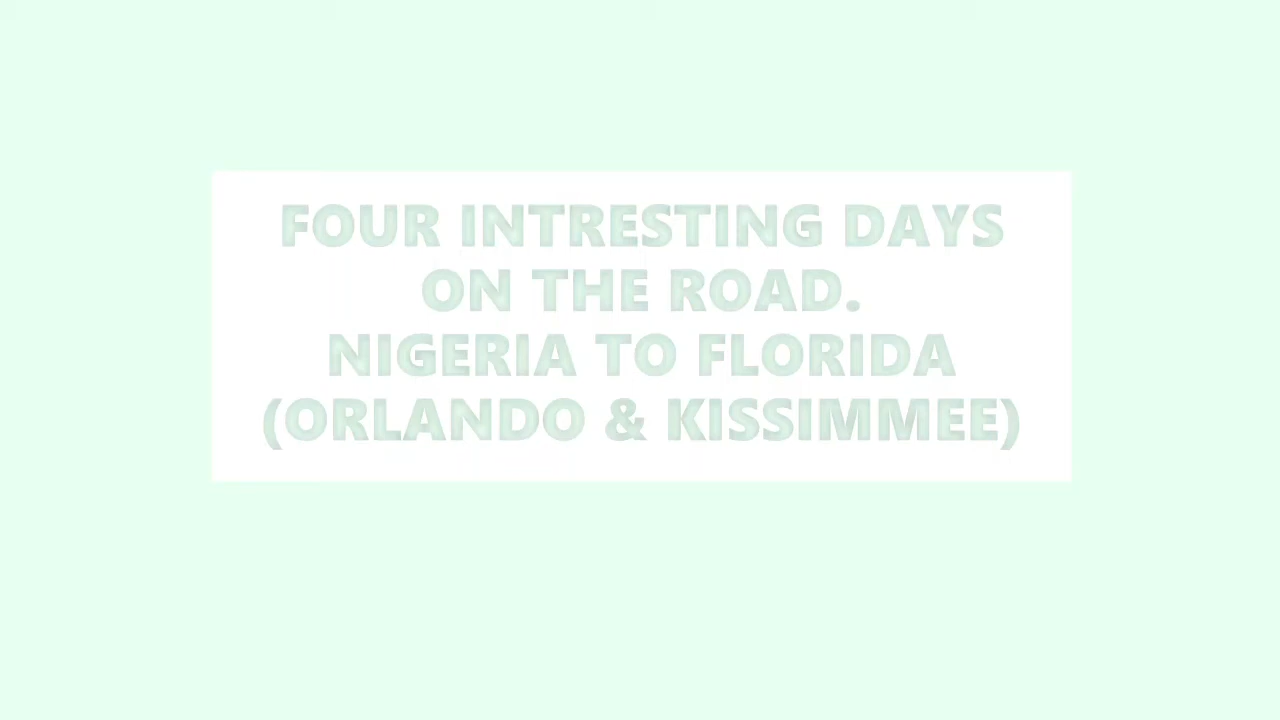 FOUR INTRESTING DAYS
ON THE ROAD.
NIGERIA TO FLORIDA
(ORLANDO & KISSIMMEE)